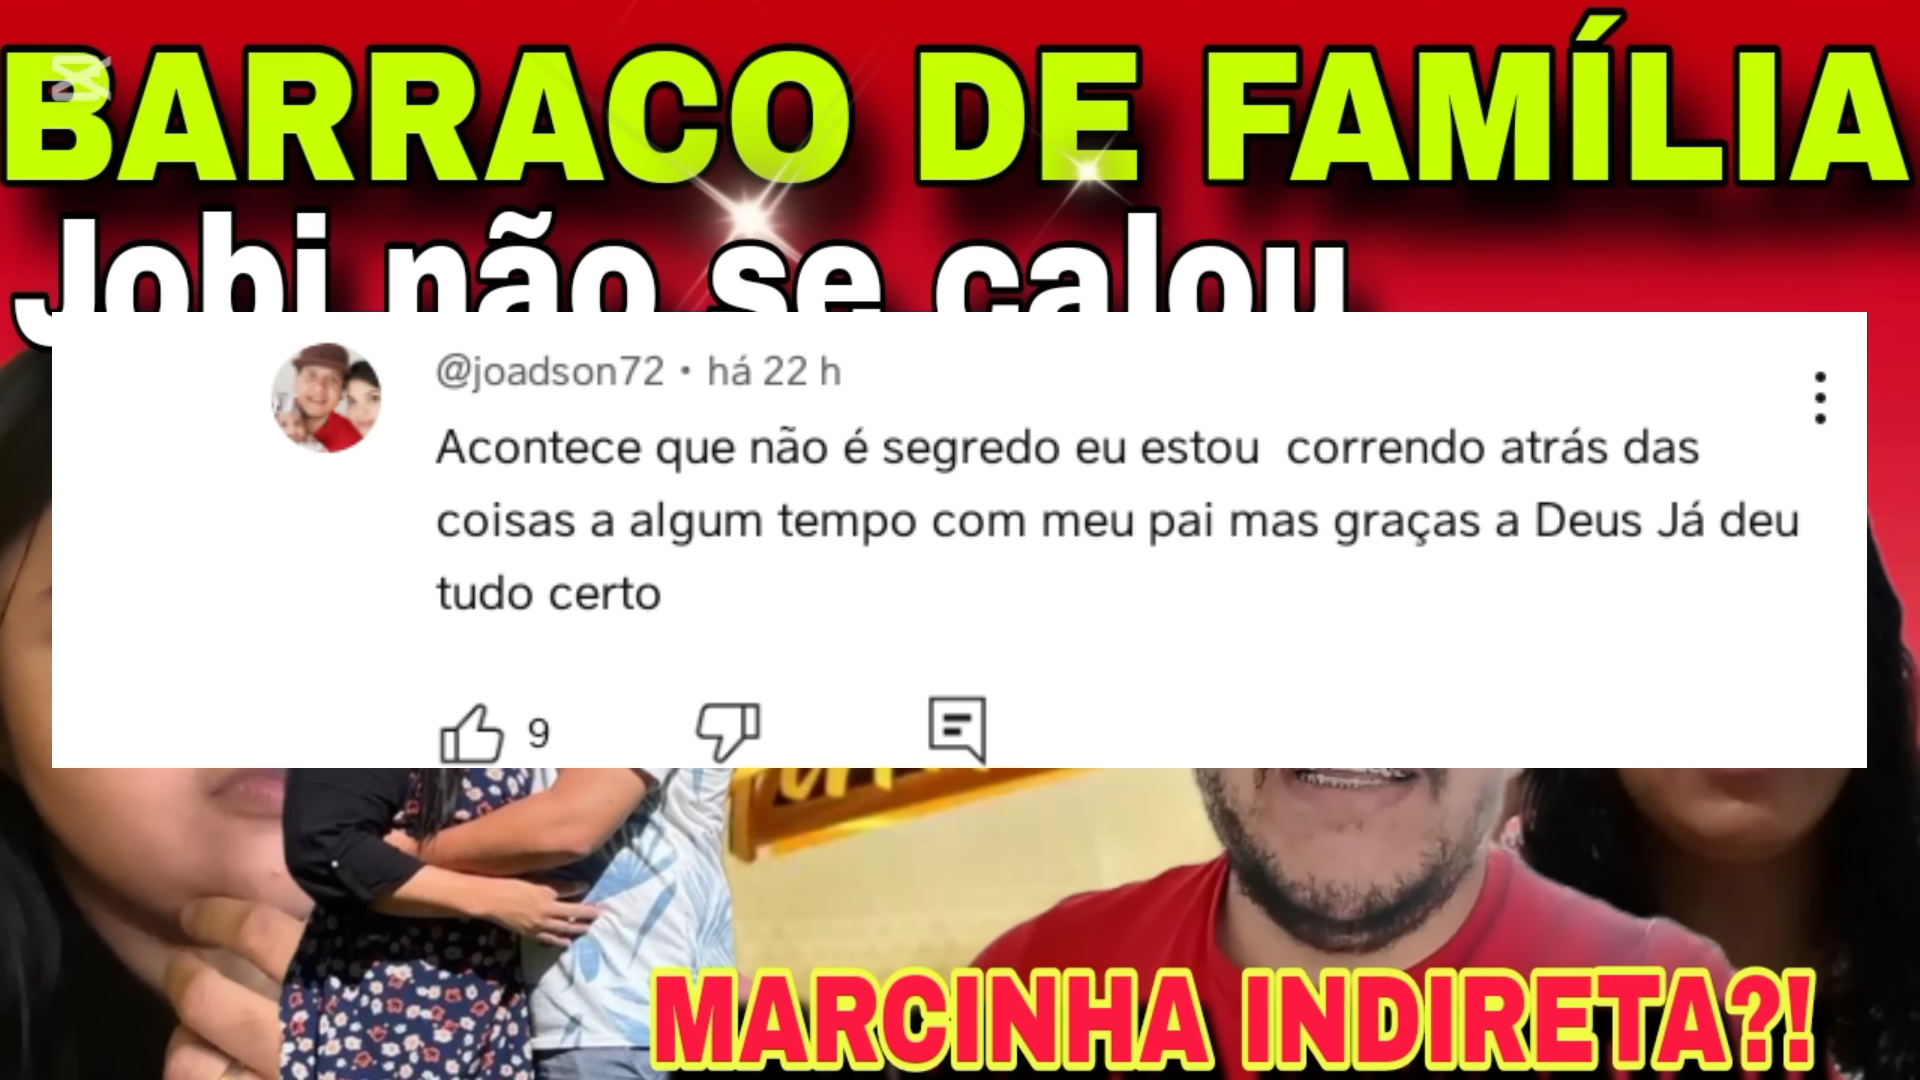 BARRACO DE FAMÍLIA
Jobi não se calou
@joadson72 • há 22 h
Acontece que não é segredo eu estou  correndo atrás das
coisas a algum tempo com meu pai mas graças a Deus Já deu
tudo certo
9
MARCINHA INDIRETA?!